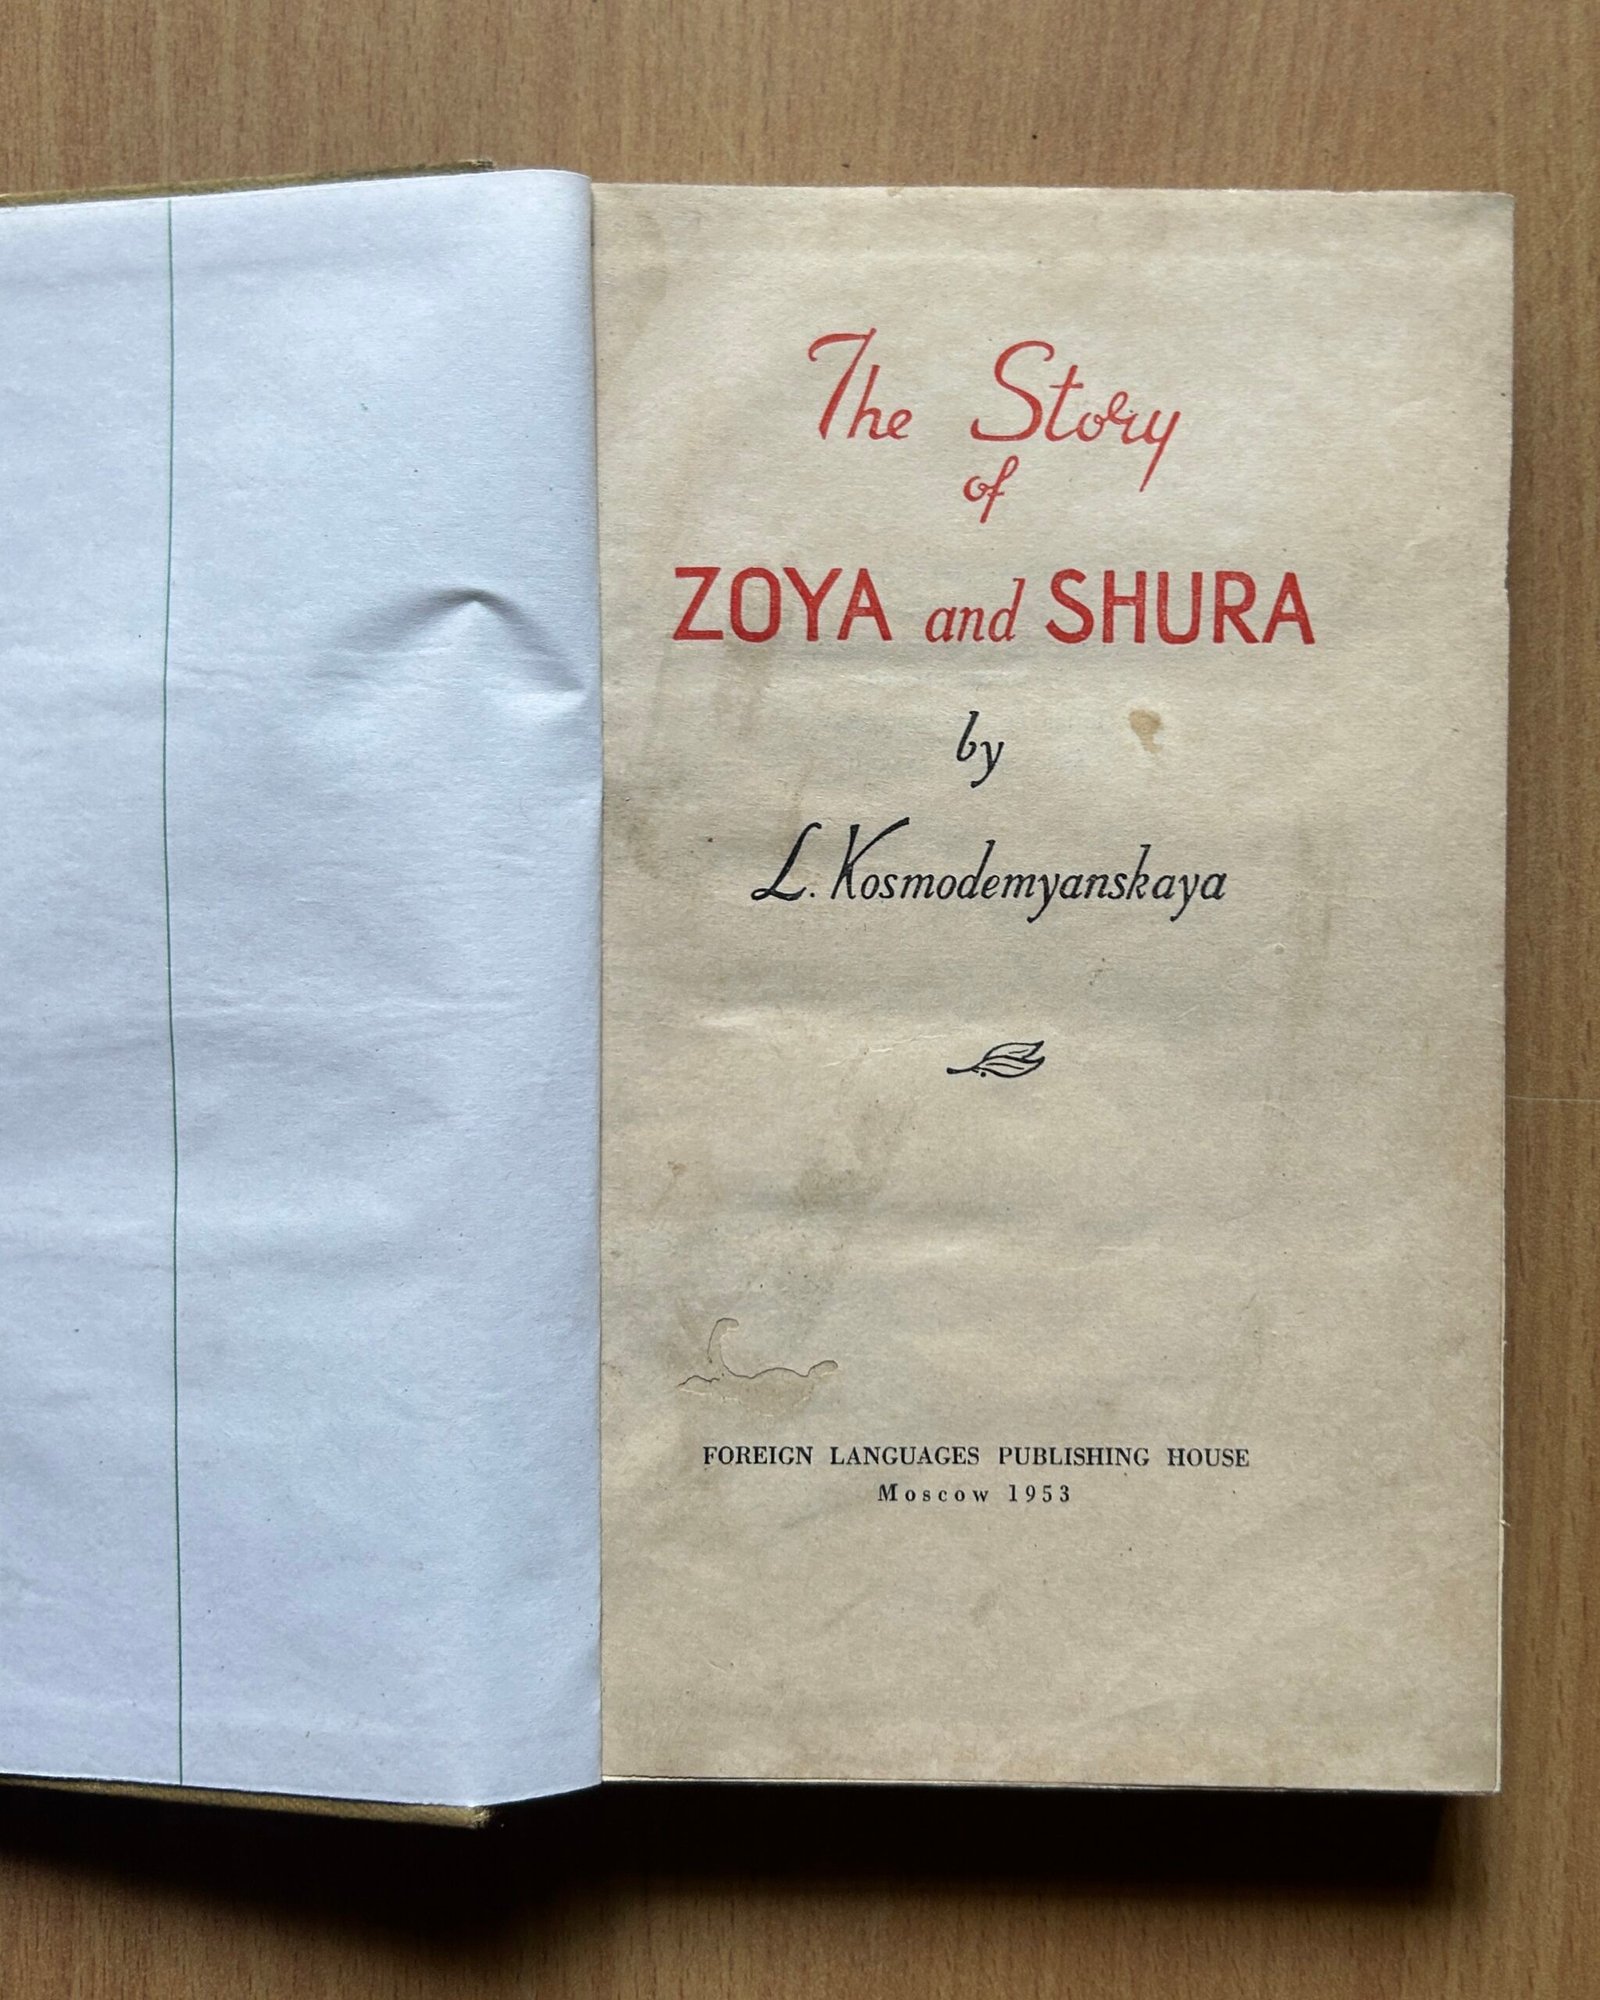 The Story
of
ZOYA and SHURA
by
L. Kosmodemyanskaya
FOREIGN LANGUAGES PUBLISHING HOUSE
Moscow 1953